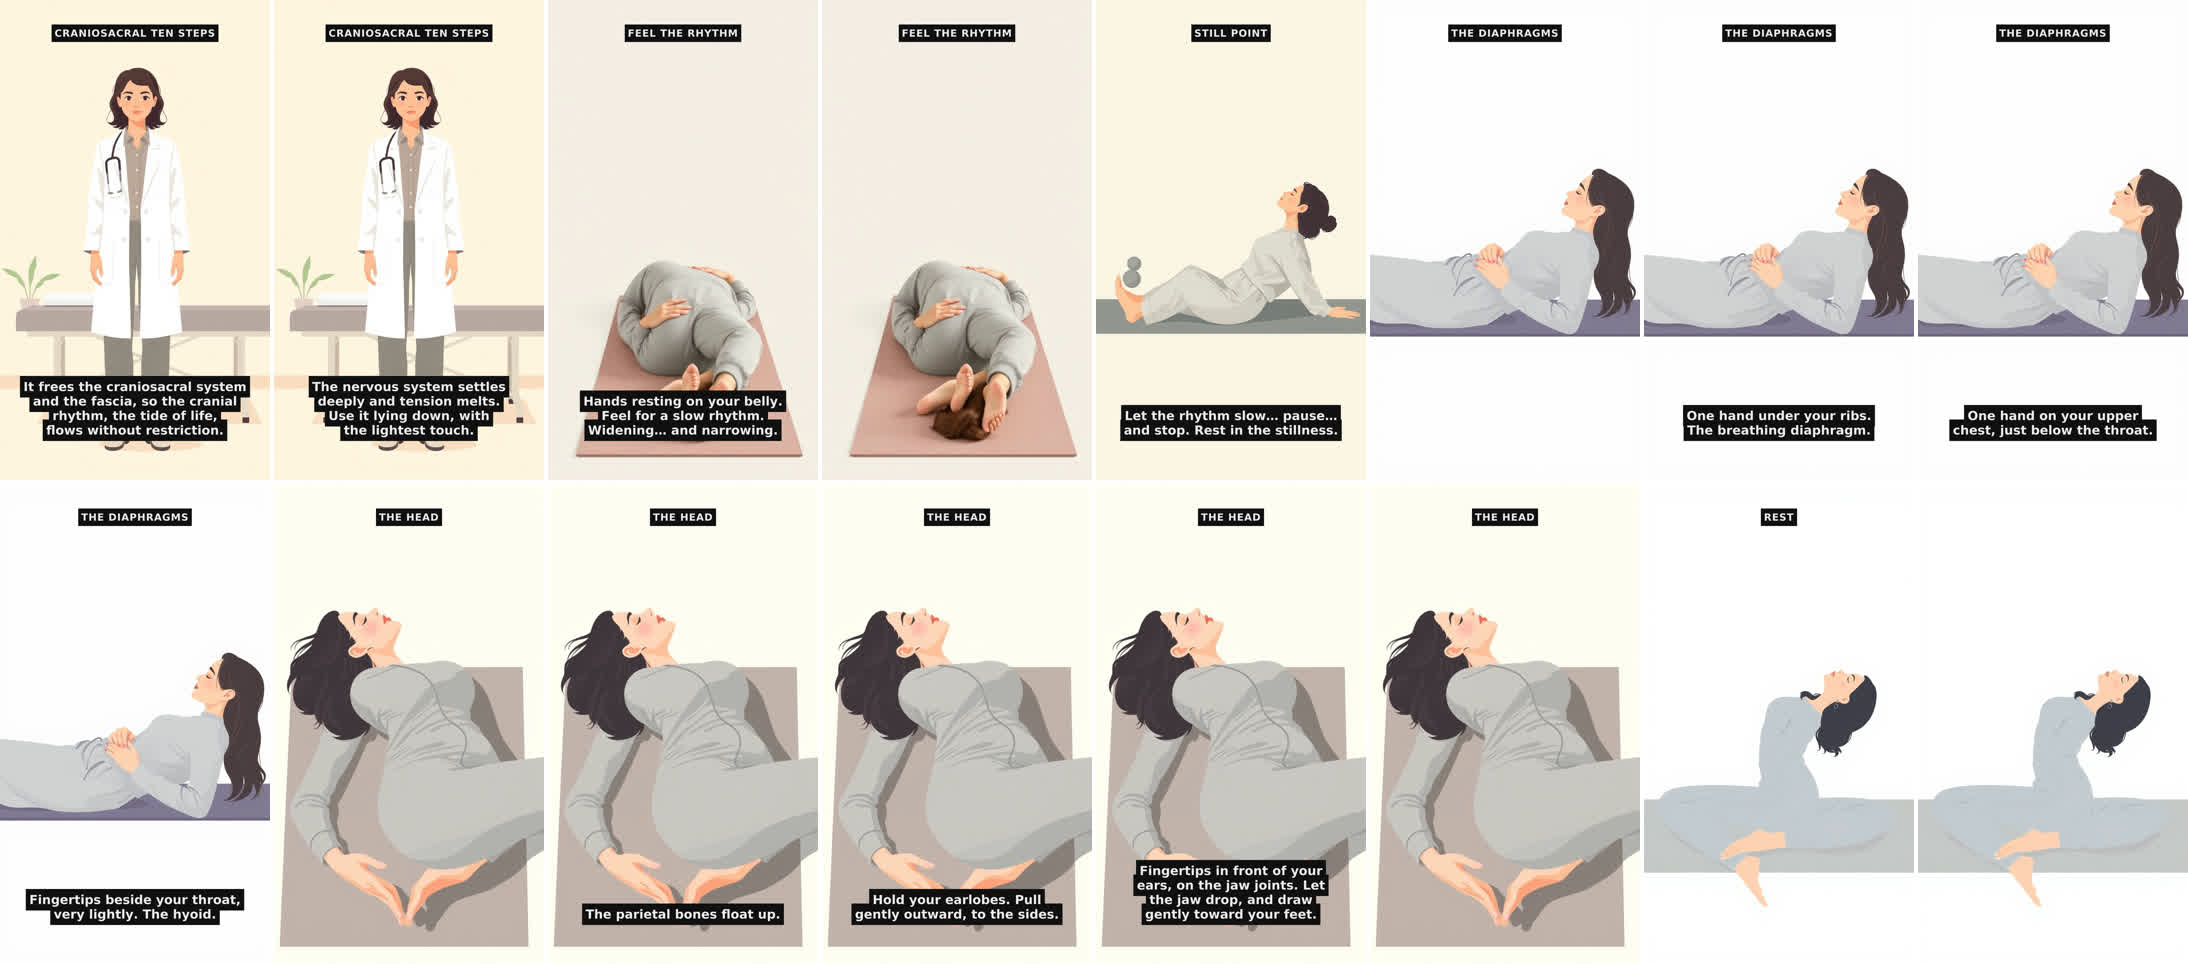 CRANIOSACRAL TEN STEPS
It frees the craniosacral system
and the fascia, so the cranial
rhythm, the tide of life,
flows without restriction.
CRANIOSACRAL TEN STEPS
The nervous system settles
deeply and tension melts.
Use it lying down, with
the lightest touch.
FEEL THE RHYTHM
Hands resting on your belly.
Feel for a slow rhythm.
Widening... and narrowing.
FEEL THE RHYTHM
STILL POINT
Let the rhythm slow... pause...
and stop. Rest in the stillness.
THE DIAPHRAGMS
THE DIAPHRAGMS
One hand under your ribs.
The breathing diaphragm.
THE DIAPHRAGMS
One hand on your upper
chest, just below the throat.
THE DIAPHRAGMS
Fingertips beside your throat,
very lightly. The hyoid.
THE HEAD
THE HEAD
The parietal bones float up.
THE HEAD
Hold your earlobes. Pull
gently outward, to the sides.
THE HEAD
Fingertips in front of your
ears, on the jaw joints. Let
the jaw drop, and draw
gently toward your feet.
THE HEAD
REST